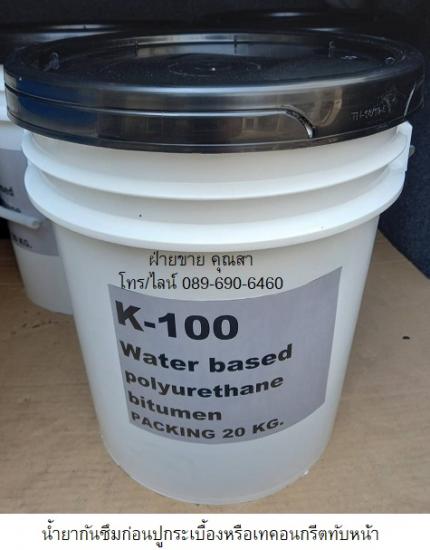 ฝ่ายขาย คุณสา
โทร/ไลน์ 089-690-6460
K-100
Water based
polyurethane
bitumen
PACKING 20 KG.
ased
KG.
น้ำยากันซึมก่อนปูกระเบื้องหรือเทคอนกรีตทับหน้า